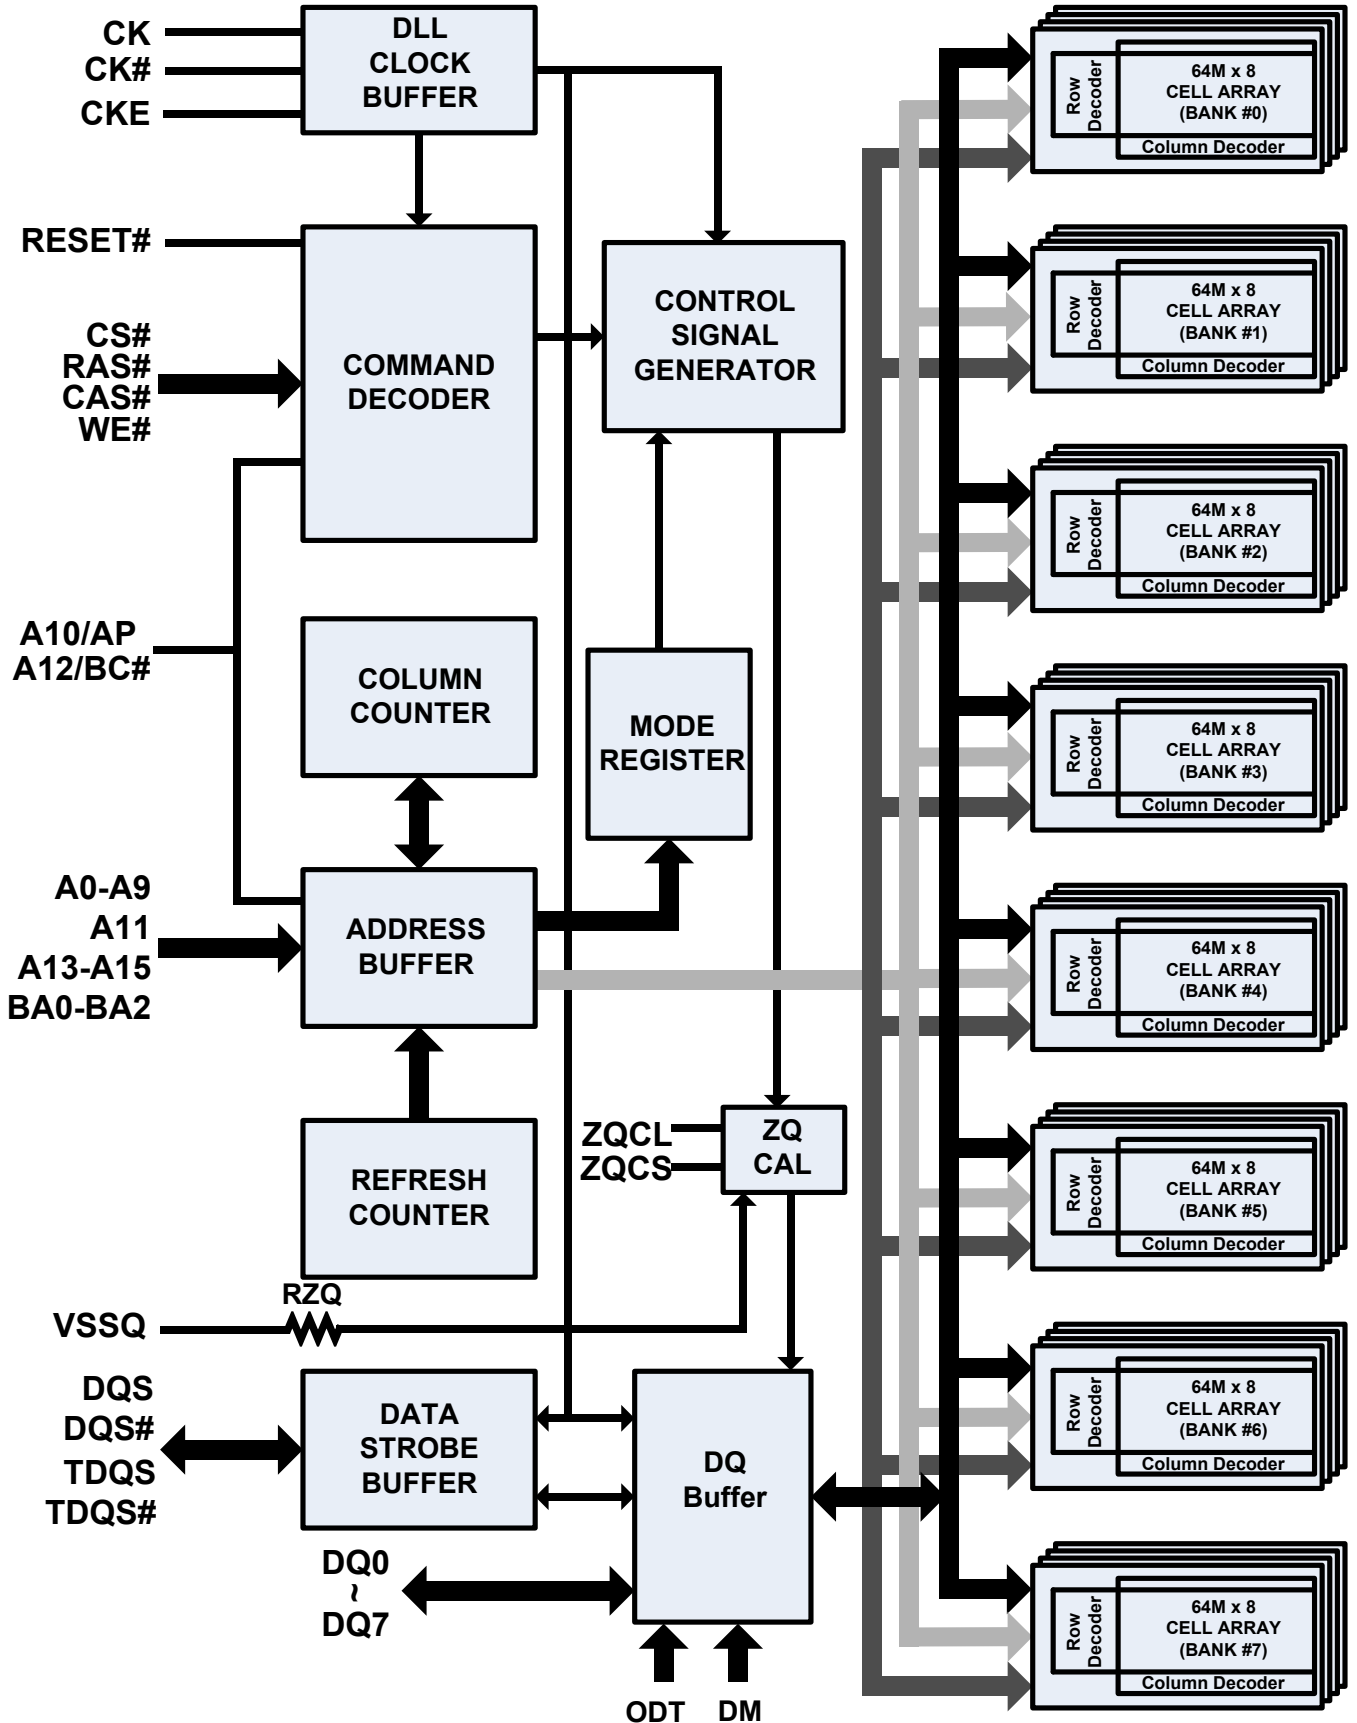 CK
CK#
CKE
DLL
CLOCK
BUFFER
RESET#
CS#
RAS#
CAS#
WE#
COMMAND
DECODER
CONTROL
SIGNAL
GENERATOR
A10/AP
A12/BC#
COLUMN
COUNTER
MODE
REGISTER
A0-A9
A11
A13-A15
BA0-BA2
ADDRESS
BUFFER
REFRESH
COUNTER
ZQCL
ZQCS
ZQ
CAL
VSSQ
RZQ
DQS
DQS#
TDQS
TDQS#
DATA
STROBE
BUFFER
DQ
Buffer
DQ0
~
DQ7
ODT
DM
Row
Decoder
64M x 8
CELL ARRAY
(BANK #0)
Column Decoder
Row
Decoder
64M x 8
CELL ARRAY
(BANK #1)
Column Decoder
Row
Decoder
64M x 8
CELL ARRAY
(BANK #2)
Column Decoder
Row
Decoder
64M x 8
CELL ARRAY
(BANK #3)
Column Decoder
Row
Decoder
64M x 8
CELL ARRAY
(BANK #4)
Column Decoder
Row
Decoder
64M x 8
CELL ARRAY
(BANK #5)
Column Decoder
Row
Decoder
64M x 8
CELL ARRAY
(BANK #6)
Column Decoder
Row
Decoder
64M x 8
CELL ARRAY
(BANK #7)
Column Decoder